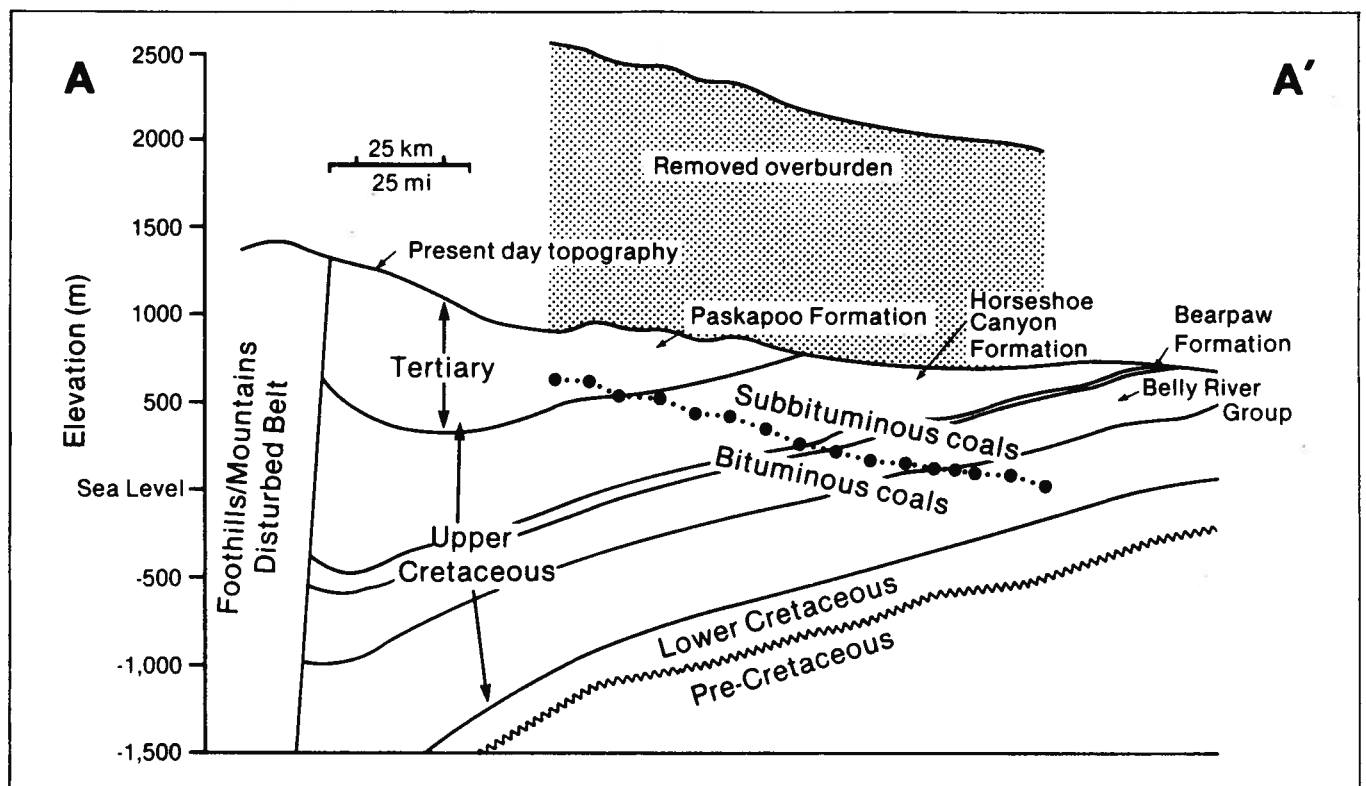 A
A′
2500
2000
1500
1000
500
Sea Level
-500
-1,000
-1,500
Elevation (m)
25 km
25 mi
Removed overburden
Present day topography
Paskapoo Formation
Horseshoe
Canyon
Formation
Bearpaw
Formation
Belly River
Group
Tertiary
Subbituminous coals
Bituminous coals
Upper
Cretaceous
Foothills/Mountains
Disturbed Belt
Lower Cretaceous
Pre-Cretaceous